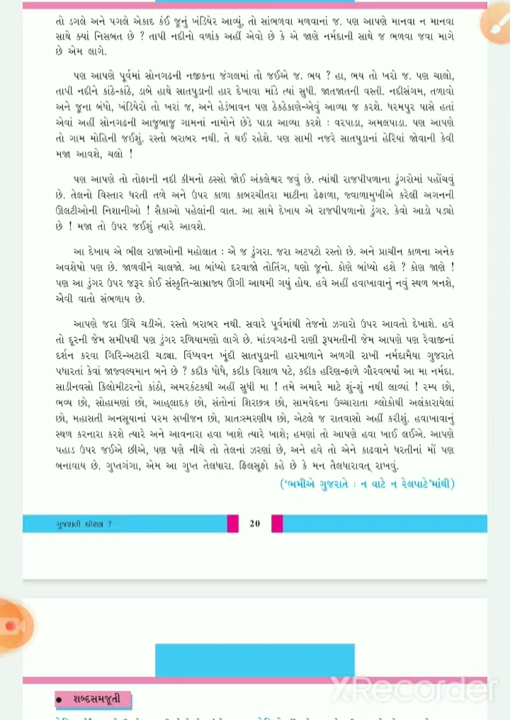 તો ડગલે અને પગલે એકાદ કંઈ જૂનું ખંડિયેર આવ્યું, તો સાંભળવા મળવાનાં જ. પણ આપણે માનવા ન માનવા
સાથે ક્યાં નિસબત છે ? તાપી નદીનો વળાંક અહીં એવો છે કે એ જાણે નર્મદાની સાથે જ ભળવા જવા માગે
છે એમ લાગે.
પણ આપણે પૂર્વમાં સોનગઢની નજીકના જંગલમાં તો જઈએ જ. ભય ? હા, ભય તો ખરો જ. પણ ચાલો,
તાપી નદીને કાંઠે-કાંઠે, ડાબે હાથે સાતપુડાની હાર દેખાવા માંડે ત્યાં સુધી. જાતજાતની વસ્તી. નદીસંગમ, તળાવો
અને જૂના બંધો, ખંડિયેરો તો ખરાં જ, અને હેડંબાવન પણ ઠેકઠેકાણે-એવું આવ્યા જ કરશે. ધરમપુર પાસે હતાં
એવાં અહીં સોનગઢની આજુબાજુ ગામનાં નામોને છેડે પાડા આવ્યા કરશે : વરપાડા, અમલપાડા. પણ આપણે
તો ગામ મોહિની જઈશું. રસ્તો બરાબર નથી. તે થઈ રહેશે. પણ સામી નજરે સાતપુડાનાં હેરિયાં જોવાની કેવી
મજા આવશે, ચલો !
પણ આપણે તો તોફાની નદી કીમનો ઠસ્સો જોઈ અંકલેશ્વર જવું છે. ત્યાંથી રાજપીપળાના ડુંગરોમાં પહોંચવું
છે. તેલનો વિસ્તાર ધરતી તળે અને ઉપર કાળા કાબરચીતરા માટીના ઢેફાળા, જ્વાળામુખીએ કરેલી અગનની
ઊલટીઓની નિશાનીઓ ! સૈકાઓ પહેલાંની વાત. આ સામે દેખાય એ રાજપીપળાનો ડુંગર. કેવો આડો પડ્યો
છે ! મજા તો ઉપર જઈશું ત્યારે આવશે.
આ દેખાય એ ભીલ રાજાઓની મહોલાત : એ જ ડુંગરા. જરા અટપટો રસ્તો છે. અને પ્રાચીન કાળના અનેક
અવશેષો પણ છે. જાળવીને ચાલજો. આ બાંધ્યો દરવાજો તોતિંગ, ઘણો જૂનો. કોણે બાંધ્યો હશે ? કોણ જાણે !
પણ આ ડુંગર ઉપર જરૂર કોઈ સંસ્કૃતિ-સામ્રાજ્ય ઊગી આથમી ગયું હોય. હવે અહીં હવાખાવાનું નવું સ્થળ બનશે,
એવી વાતો સંભળાય છે.
આપણે જરા ઊંચે ચડીએ. રસ્તો બરાબર નથી. સવારે પૂર્વમાંથી તેજનો ઝગારો ઉપર આવતો દેખાશે. હવે
તો દૂરની જેમ સમીપથી પણ ડુંગર રળિયામણો લાગે છે. માંડવગઢની રાણી રૂપમતીની જેમ આપણે પણ રેવાજીનાં
દર્શન કરવા ગિરિ-અટારી ચડ્યા. વિંધ્યવન ખૂંદી સાતપુડાની હારમાળાને અળગી રાખી નર્મદામૈયા ગુજરાતે
પધારતાં કેવાં જાજ્વલ્યમાન બને છે ? કદીક ધોધે, કદીક વિશાળ પટે, કદીક હરિણ-ફાળે ગૌરવભર્યાં આ મા નર્મદા.
ભાડીનવસો કિલોમીટરનો કાંઠો, અમરકંટકથી અહીં સુધી મા ! તમે અમારે માટે શું-શું નથી લાવ્યાં ! રમ્ય છો,
ભવ્ય છો, સોહામણાં છો, આહ્લાદક છો, સંતોનાં શિરછત્ર છો, સામવેદના ઉચ્ચારાતા શ્લોકોથી અલંકારાયેલાં
છો, મહાસતી અનસૂયાનાં પરમ સખીજન છો, પ્રાતઃસ્મરણીય છો, એટલે જ રાતવાસો અહીં કરીશું. હવાખાવાનું
સ્થળ કરનારા કરશે ત્યારે અને આવનારા હવા ખાશે ત્યારે ખાશે; હમણાં તો આપણે હવા ખાઈ લઈએ. આપણે
પહાડ ઉપર જઈએ છીએ, પણ પણે નીચે તો તેલનાં ઝરણાં છે, અને હવે તો એને કાઢવાને ધરતીનાં મોં પણ
બનાવાય છે. ગુપ્તગંગા, એમ આ ગુપ્ત તેલધારા. ફિલસૂફો કહે છે કે મન તૈલધારાવત્ રાખવું.
('ભમીએ ગુજરાતે : ન વાટે ન રેલપાટે'માંથી)
ગુજરાતી ધોરણ 7
20
XRecorder
• શબ્દસમજૂતી